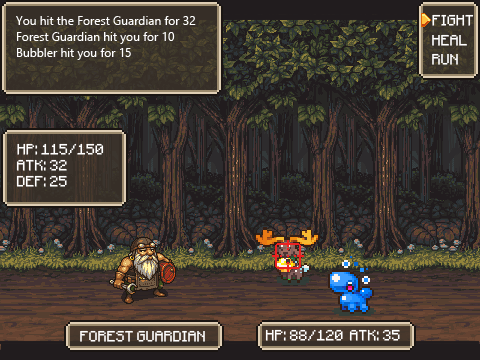 You hit the Forest Guardian for 32
Forest Guardian hit you for 10
Bubbler hit you for 15
FIGHT
HEAL
RUN
HP:115/150
ATK:32
DEF:25
FOREST GUARDIAN
HP:88/120 ATK:35